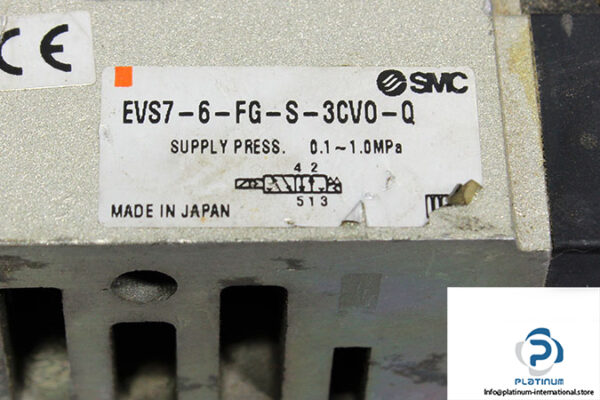 CE
SMC
EVS7-6-FG-S-3CVO-Q
SUPPLY PRESS. 0.1~1.0MPa
4 2
5 1 3
MADE IN JAPAN
PLATINUM
Info@platinum-international.store